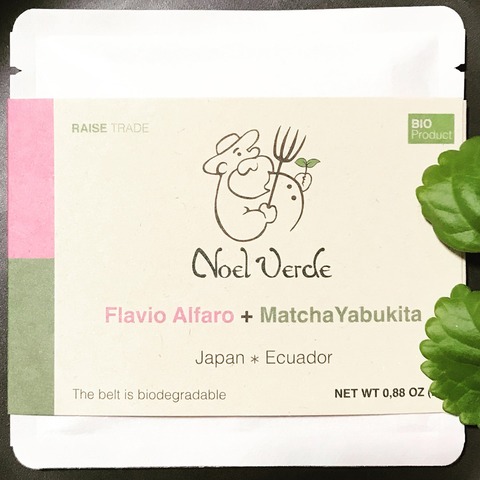 RAISE TRADE
BIO
Product
Noel Verde
Flavio Alfaro + MatchaYabukita
Japan * Ecuador
The belt is biodegradable
NET WT 0,88 OZ (